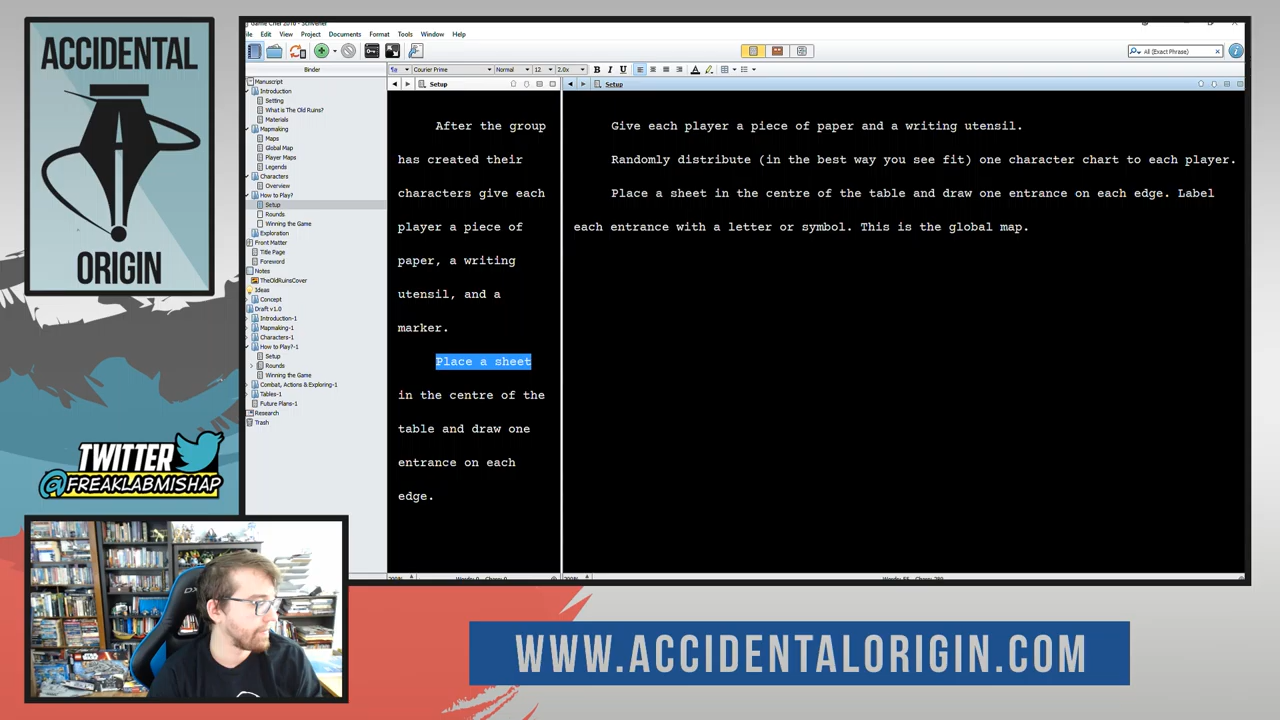 ACCIDENTAL
ORIGIN
TWITTER
@FREAKLABMISHAP
Edit View Project Documents Format Tools Window Help
All (Exact Phrase)
Binder
Courier Prime Normal 12 2.0x B I U
Manuscript
Introduction
Setting
What is The Old Ruins?
Materials
Mapmaking
Maps
Global Map
Player Maps
Legends
Characters
Overview
How to Play?
Setup
Rounds
Winning the Game
Exploration
Front Matter
Title Page
Foreword
Notes
TheOldRuinsCover
Ideas
Concept
Draft v1.0
Introduction-1
Mapmaking-1
Characters-1
How to Play?-1
Setup
Rounds
Winning the Game
Combat, Actions & Exploring-1
Tables-1
Future Plans-1
Research
Trash
Setup
After the group
has created their
characters give each
player a piece of
paper, a writing
utensil, and a
marker.
Place a sheet
in the centre of the
table and draw one
entrance on each
edge.
Setup
Give each player a piece of paper and a writing utensil.
Randomly distribute (in the best way you see fit) one character chart to each player.
Place a sheet in the centre of the table and draw one entrance on each edge. Label
each entrance with a letter or symbol. This is the global map.
WWW.ACCIDENTALORIGIN.COM